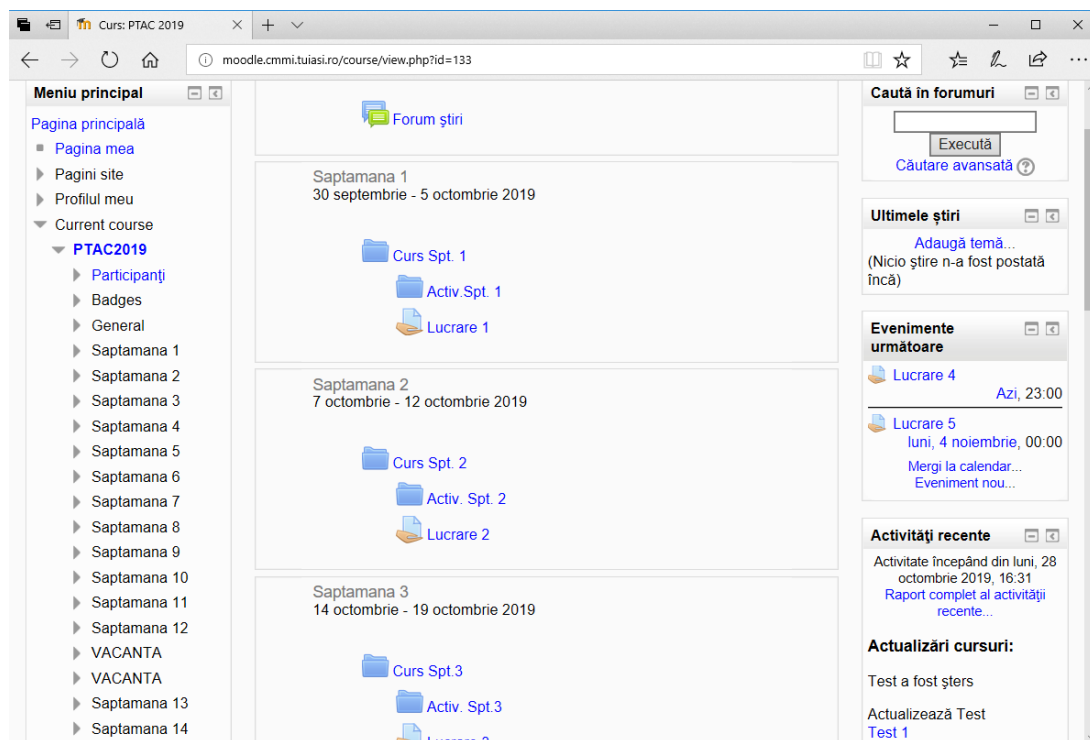 Curs: PTAC 2019
moodle.cmmi.tuiasi.ro/course/view.php?id=133
Meniu principal
Pagina principală
Pagina mea
Pagini site
Profilul meu
Current course
PTAC2019
Participanţi
Badges
General
Saptamana 1
Saptamana 2
Saptamana 3
Saptamana 4
Saptamana 5
Saptamana 6
Saptamana 7
Saptamana 8
Saptamana 9
Saptamana 10
Saptamana 11
Saptamana 12
VACANTA
VACANTA
Saptamana 13
Saptamana 14
Forum ştiri
Saptamana 1
30 septembrie - 5 octombrie 2019
Curs Spt. 1
Activ.Spt. 1
Lucrare 1
Saptamana 2
7 octombrie - 12 octombrie 2019
Curs Spt. 2
Activ. Spt. 2
Lucrare 2
Saptamana 3
14 octombrie - 19 octombrie 2019
Curs Spt.3
Activ. Spt.3
Lucrare 3
Caută în forumuri
Execută
Căutare avansată
Ultimele ştiri
Adaugă temă...
(Nicio ştire n-a fost postată
încă)
Evenimente
următoare
Lucrare 4
Azi, 23:00
Lucrare 5
luni, 4 noiembrie, 00:00
Mergi la calendar...
Eveniment nou...
Activităţi recente
Activitate începând din luni, 28
octombrie 2019, 16:31
Raport complet al activităţii
recente...
Actualizări cursuri:
Test a fost şters
Actualizează Test
Test 1